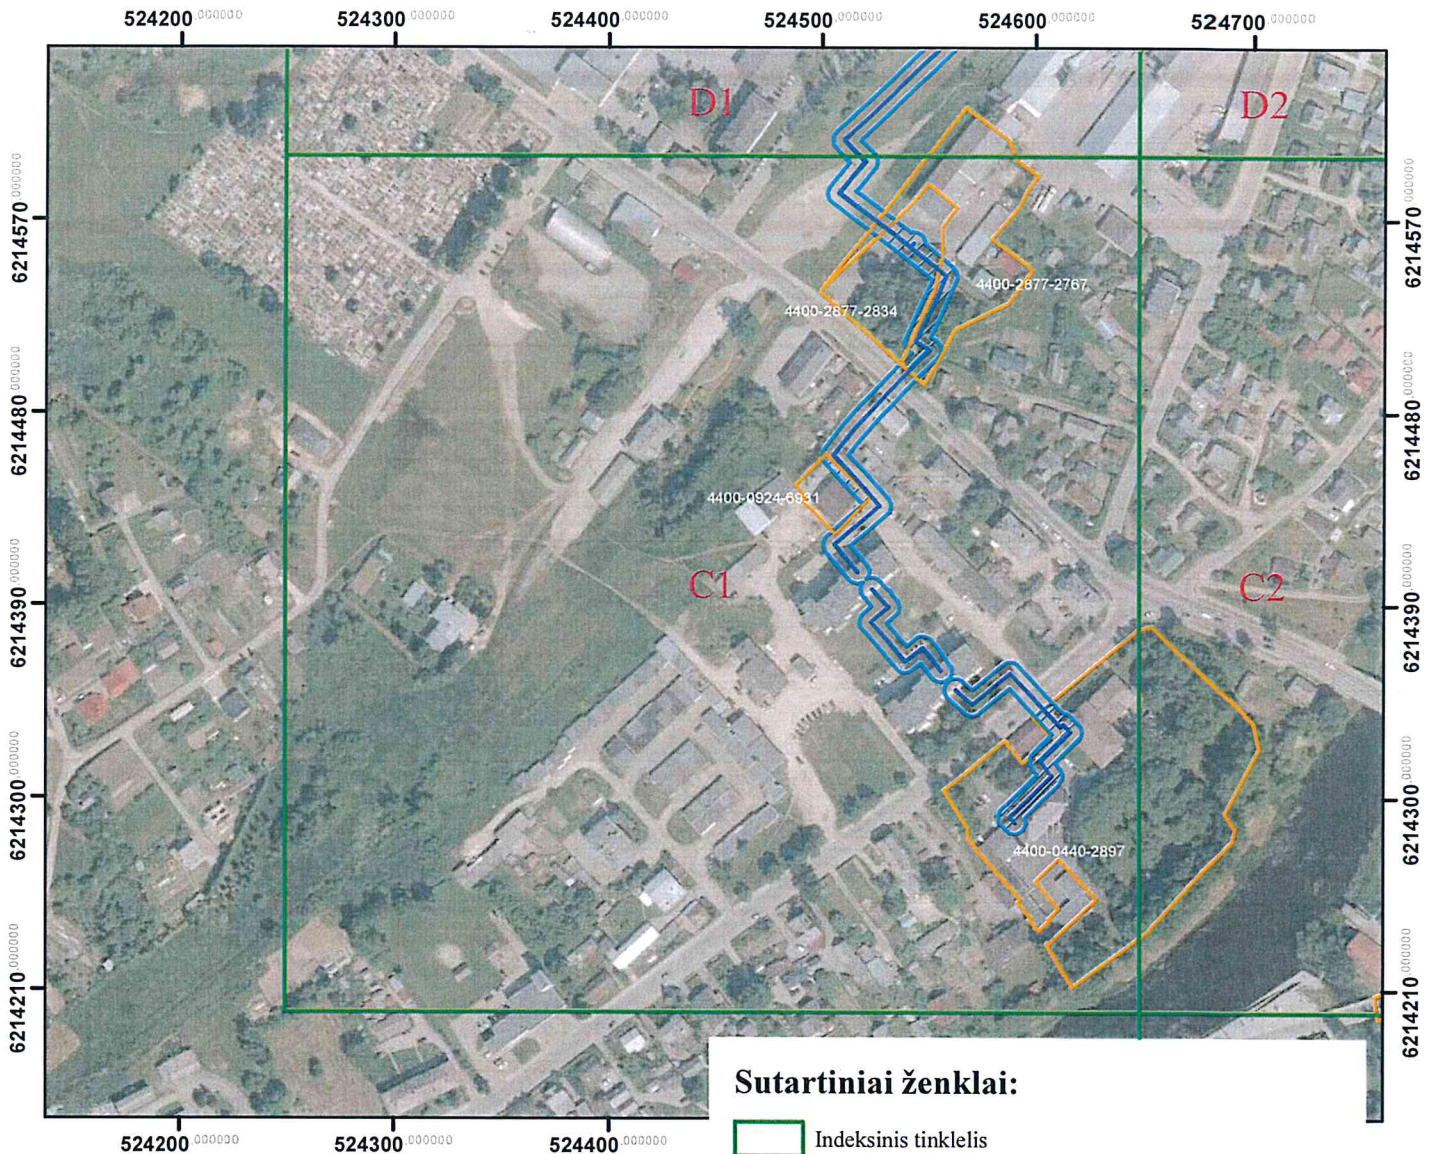 524200.000000 524300.000000 524400.000000 524500.000000 524600.000000 524700.000000
D1 D2
6214570.000000 6214570.000000
4400-2877-2767
4400-2877-2834
6214480.000000 6214480.000000
4400-0924-6931
C1 C2
6214390.000000 6214390.000000
6214300.000000 6214300.000000
4400-0440-2897
6214210.000000 6214210.000000
Sutartiniai ženklai:
Indeksinis tinklelis
524200.000000 524300.000000 524400.000000